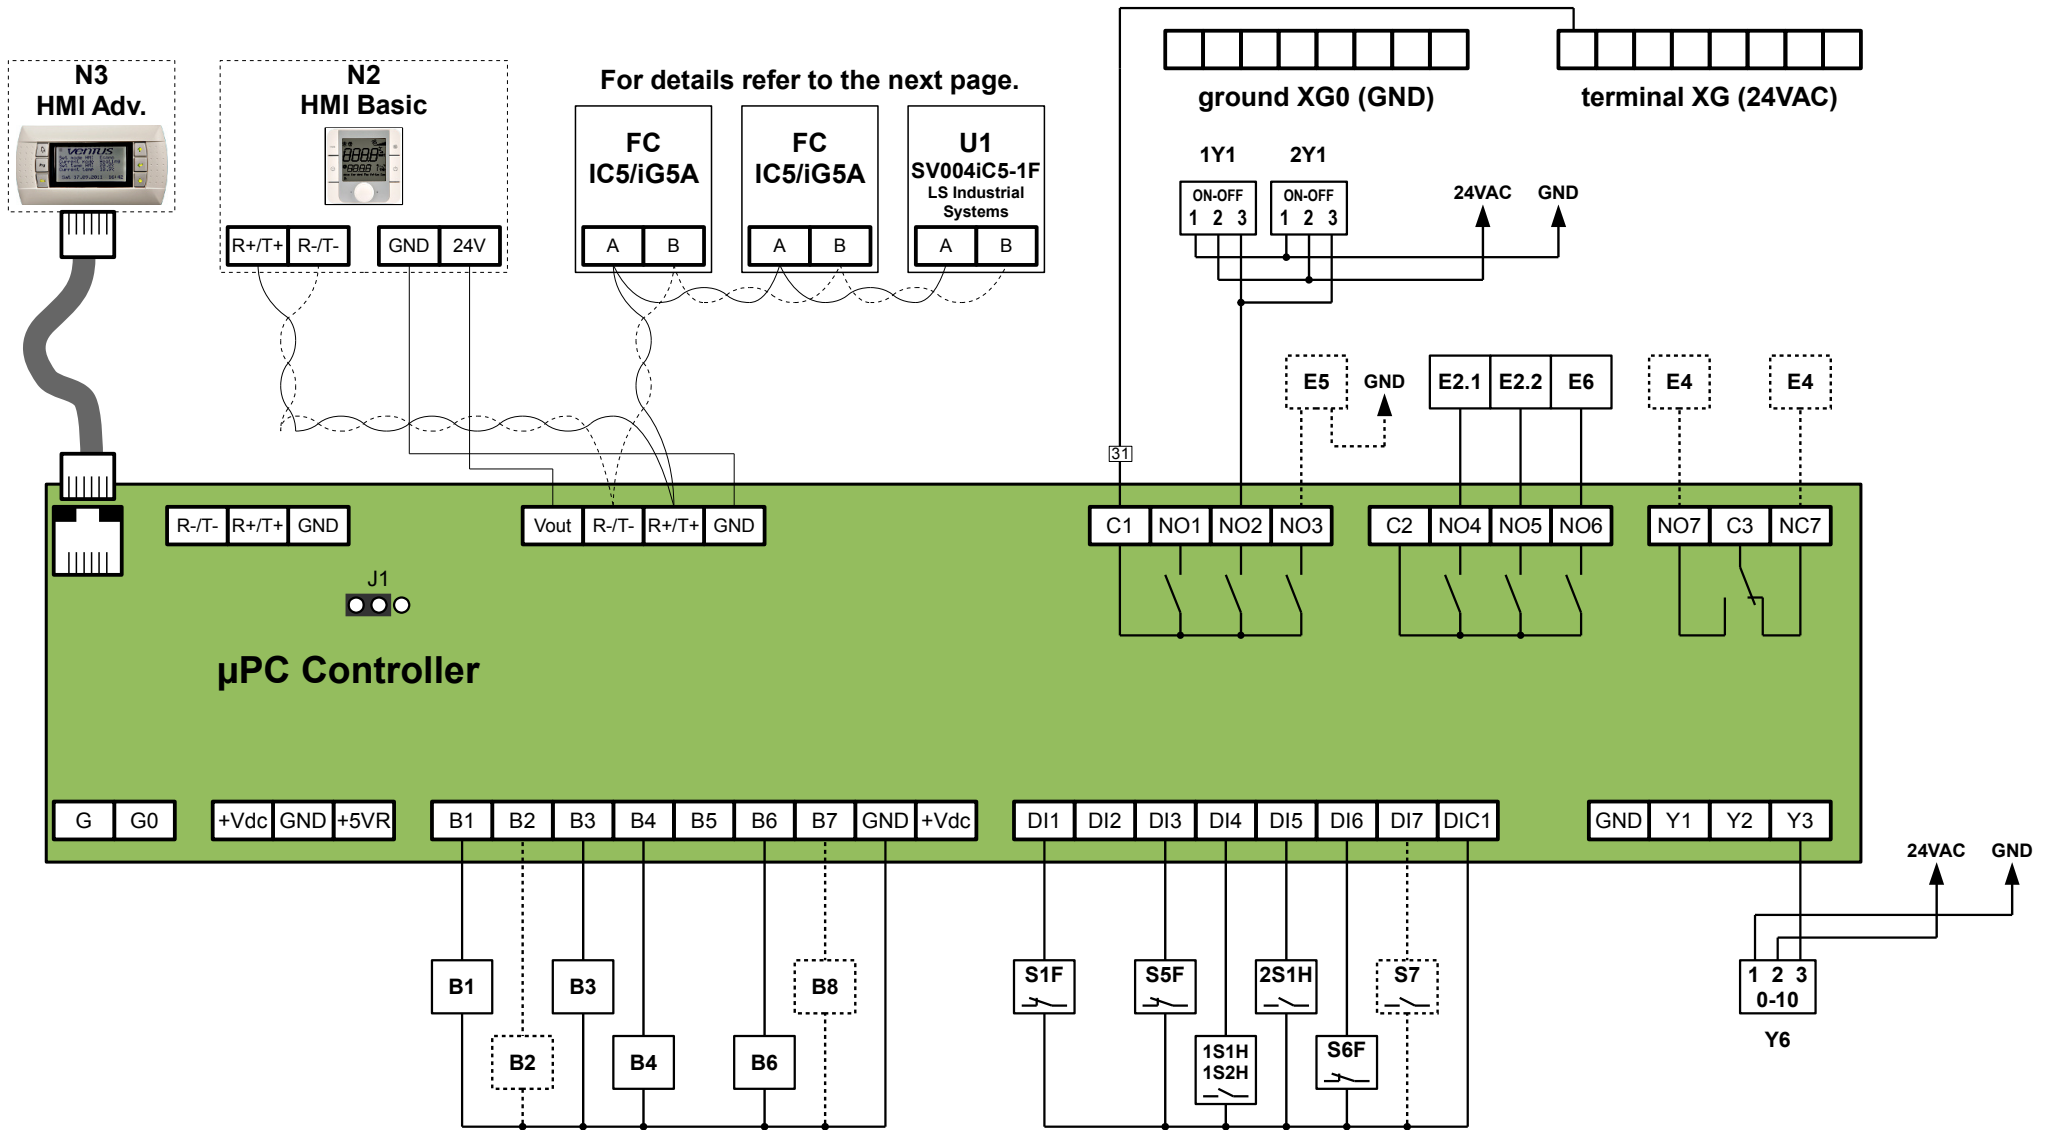 N3
HMI Adv.
VENTUS
N2
HMI Basic
R+/T+ R-/T- GND 24V
For details refer to the next page.
FC
IC5/iG5A
A B
FC
IC5/iG5A
A B
U1
SV004iC5-1F
LS Industrial
Systems
A B
ground XG0 (GND)
terminal XG (24VAC)
1Y1 2Y1
ON-OFF
1 2 3
ON-OFF
1 2 3
24VAC GND
E5 GND E2.1 E2.2 E6 E4 E4
31
R-/T- R+/T+ GND
Vout R-/T- R+/T+ GND
C1 NO1 NO2 NO3
C2 NO4 NO5 NO6
NO7 C3 NC7
J1
µPC Controller
G G0
+Vdc GND +5VR
B1 B2 B3 B4 B5 B6 B7 GND +Vdc
DI1 DI2 DI3 DI4 DI5 DI6 DI7 DIC1
GND Y1 Y2 Y3
24VAC GND
B1 B3 B8
S1F S5F 2S1H S7
1 2 3
0-10
Y6
B2 B4 B6
1S1H
1S2H
S6F